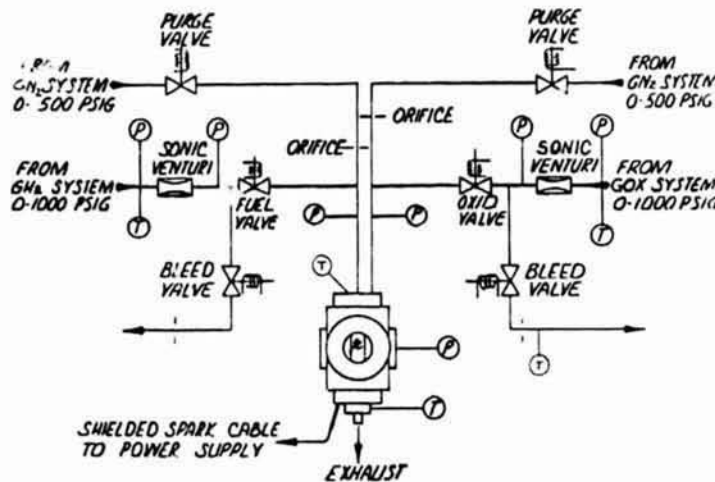 PURGE
VALVE
GN₂ SYSTEM
0-500 PSIG
PURGE
VALVE
FROM
GN₂ SYSTEM
0-500 PSIG
ORIFICE
ORIFICE
P
P
SONIC
VENTURI
FROM
GH₂ SYSTEM
0-1000 PSIG
T
FUEL
VALVE
P
P
OXID
VALVE
P
SONIC
VENTURI
P
FROM
GOX SYSTEM
0-1000 PSIG
T
BLEED
VALVE
T
BLEED
VALVE
T
P
T
SHIELDED SPARK CABLE
TO POWER SUPPLY
EXHAUST